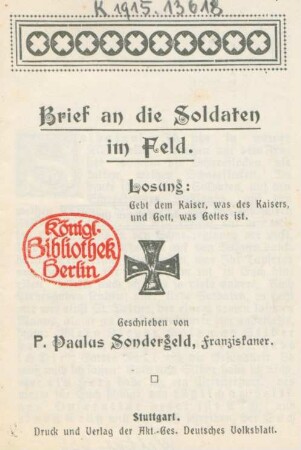 K 1915. 13618
Brief an die Soldaten
im Feld.
Losung:
Gebt dem Kaiser, was des Kaisers,
und Gott, was Gottes ist.
Königl.
Bibliothek
Berlin
Geschrieben von
P. Paulus Sondergeld, Franziskaner.
Stuttgart.
Druck und Verlag der Akt.-Ges. Deutsches Volksblatt.